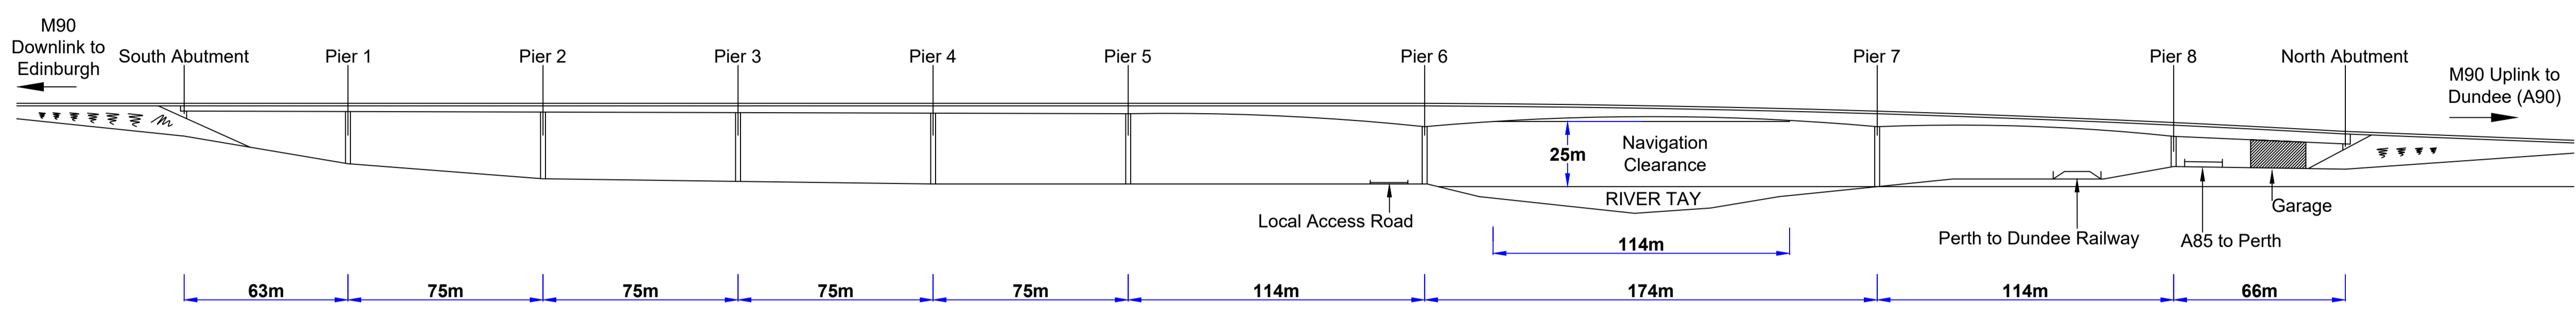 M90
Downlink to
Edinburgh
South Abutment
Pier 1
Pier 2
Pier 3
Pier 4
Pier 5
Pier 6
Pier 7
Pier 8
North Abutment
M90 Uplink to
Dundee (A90)
25m
Navigation
Clearance
RIVER TAY
Local Access Road
114m
Perth to Dundee Railway
A85 to Perth
Garage
63m
75m
75m
75m
75m
114m
174m
114m
66m